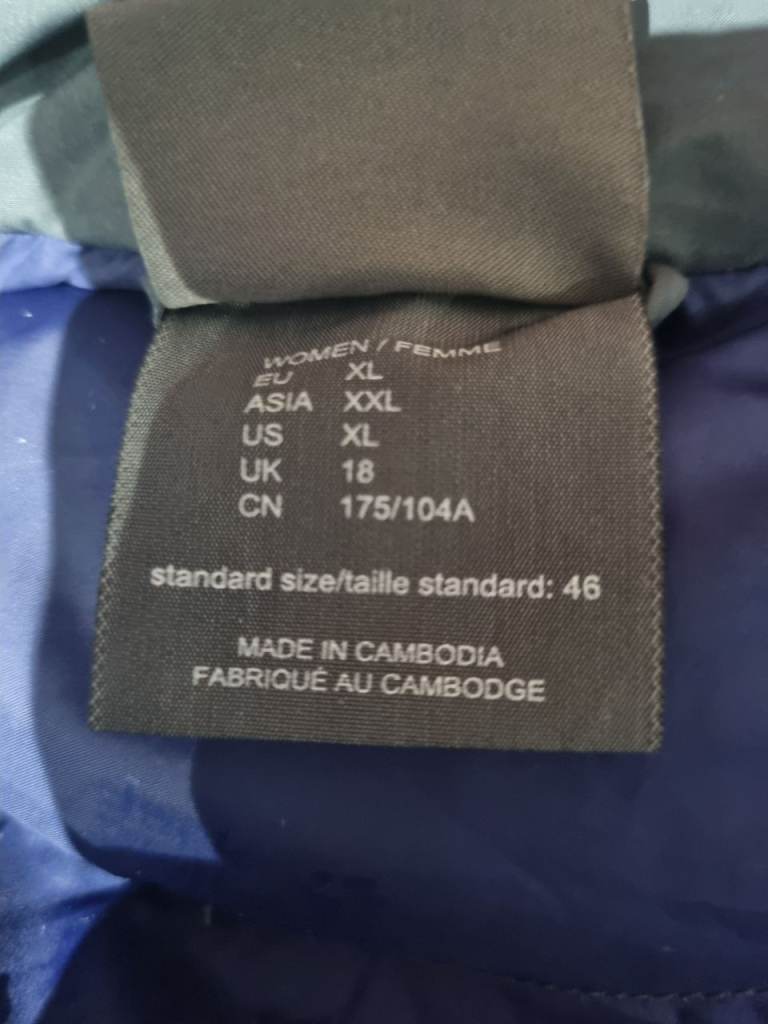 WOMEN / FEMME
EU XL
ASIA XXL
US XL
UK 18
CN 175/104A
standard size/taille standard: 46
MADE IN CAMBODIA
FABRIQUÉ AU CAMBODGE